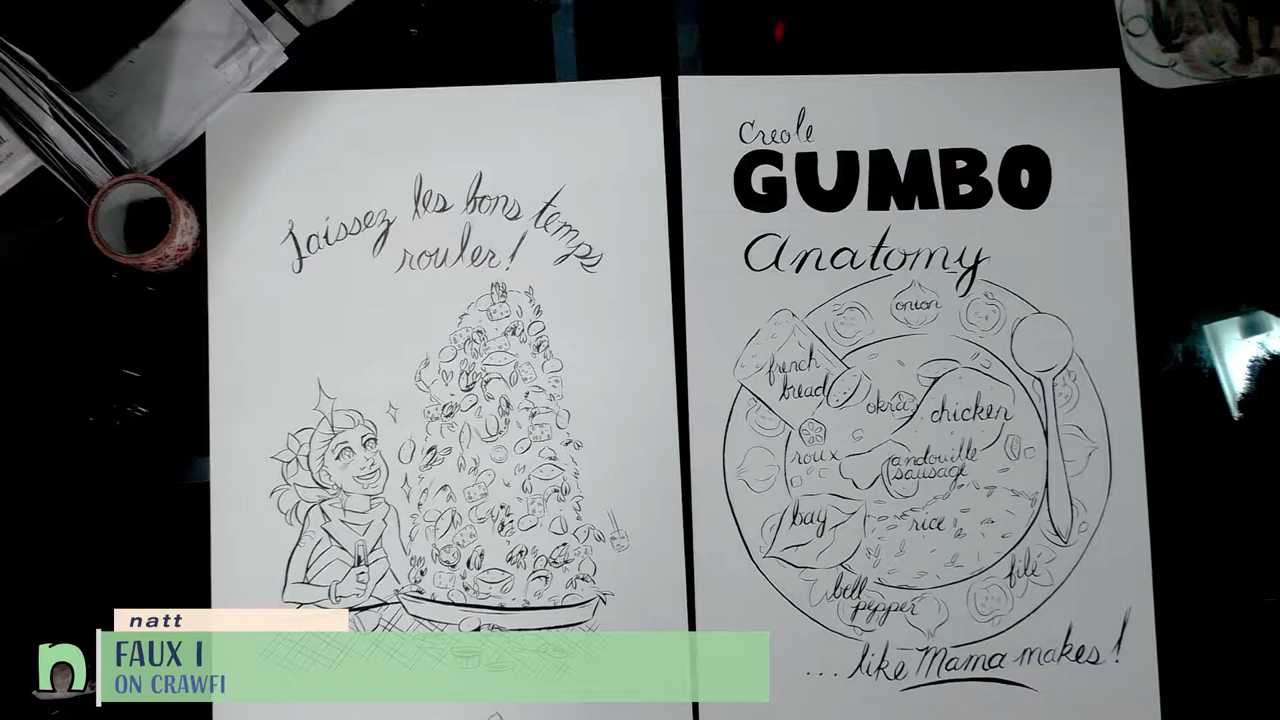 Laissez les bons temps
rouler!
Creole
GUMBO
Anatomy
onion
french
bread
okra
chicken
roux
andouille
sausage
bay
rice
filé
bell
pepper
...like Mama makes!
natt
n
FAUX I
ON CRAWFI